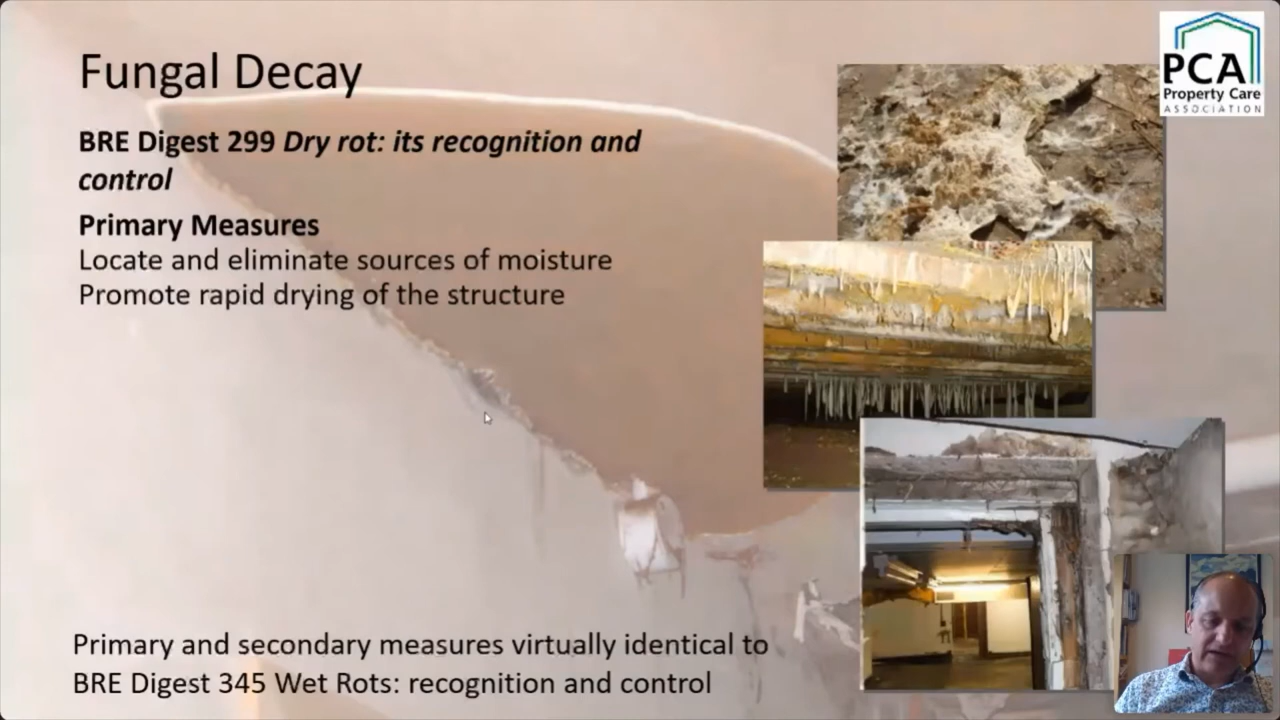 Fungal Decay
BRE Digest 299 Dry rot: its recognition and
control
Primary Measures
Locate and eliminate sources of moisture
Promote rapid drying of the structure
Primary and secondary measures virtually identical to
BRE Digest 345 Wet Rots: recognition and control
PCA
Property Care
ASSOCIATION